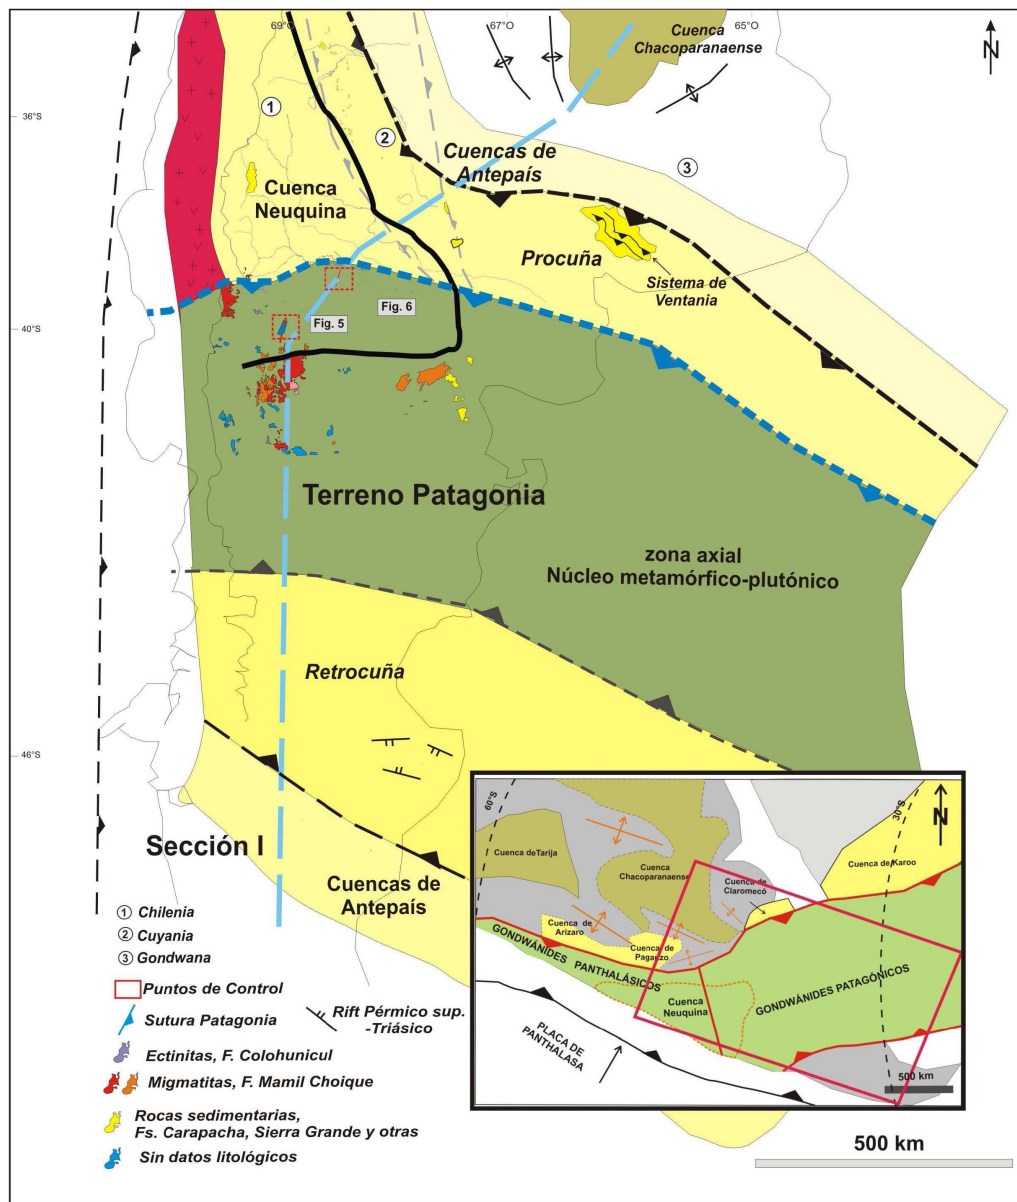 69°
67°O
65°O
Cuenca
Chacoparanaense
N
36°S
1
2
Cuencas de
Antepaís
3
Cuenca
Neuquina
Procuña
Sistema de
Ventania
40°S
Fig. 6
Fig. 5
Terreno Patagonia
zona axial
Núcleo metamórfico-plutónico
Retrocuña
46°S
Sección I
Cuencas de
Antepaís
1 Chilenia
2 Cuyania
3 Gondwana
Puntos de Control
Sutura Patagonia
Rift Pérmico sup.
-Triásico
Ectinitas, F. Colohunicul
Migmatitas, F. Mamil Choique
Rocas sedimentarias,
Fs. Carapacha, Sierra Grande y otras
Sin datos litológicos
60°S
30°S
N
Cuenca de Tarija
Cuenca
Chacoparanaense
Cuenca de
Claromecó
Cuenca de Karoo
Cuenca de
Arizaro
Cuenca de
Paganzo
GONDWÁNIDES PANTHALÁSICOS
GONDWÁNIDES PATAGÓNICOS
Cuenca
Neuquina
PLACA DE
PANTHALASA
500 km
500 km